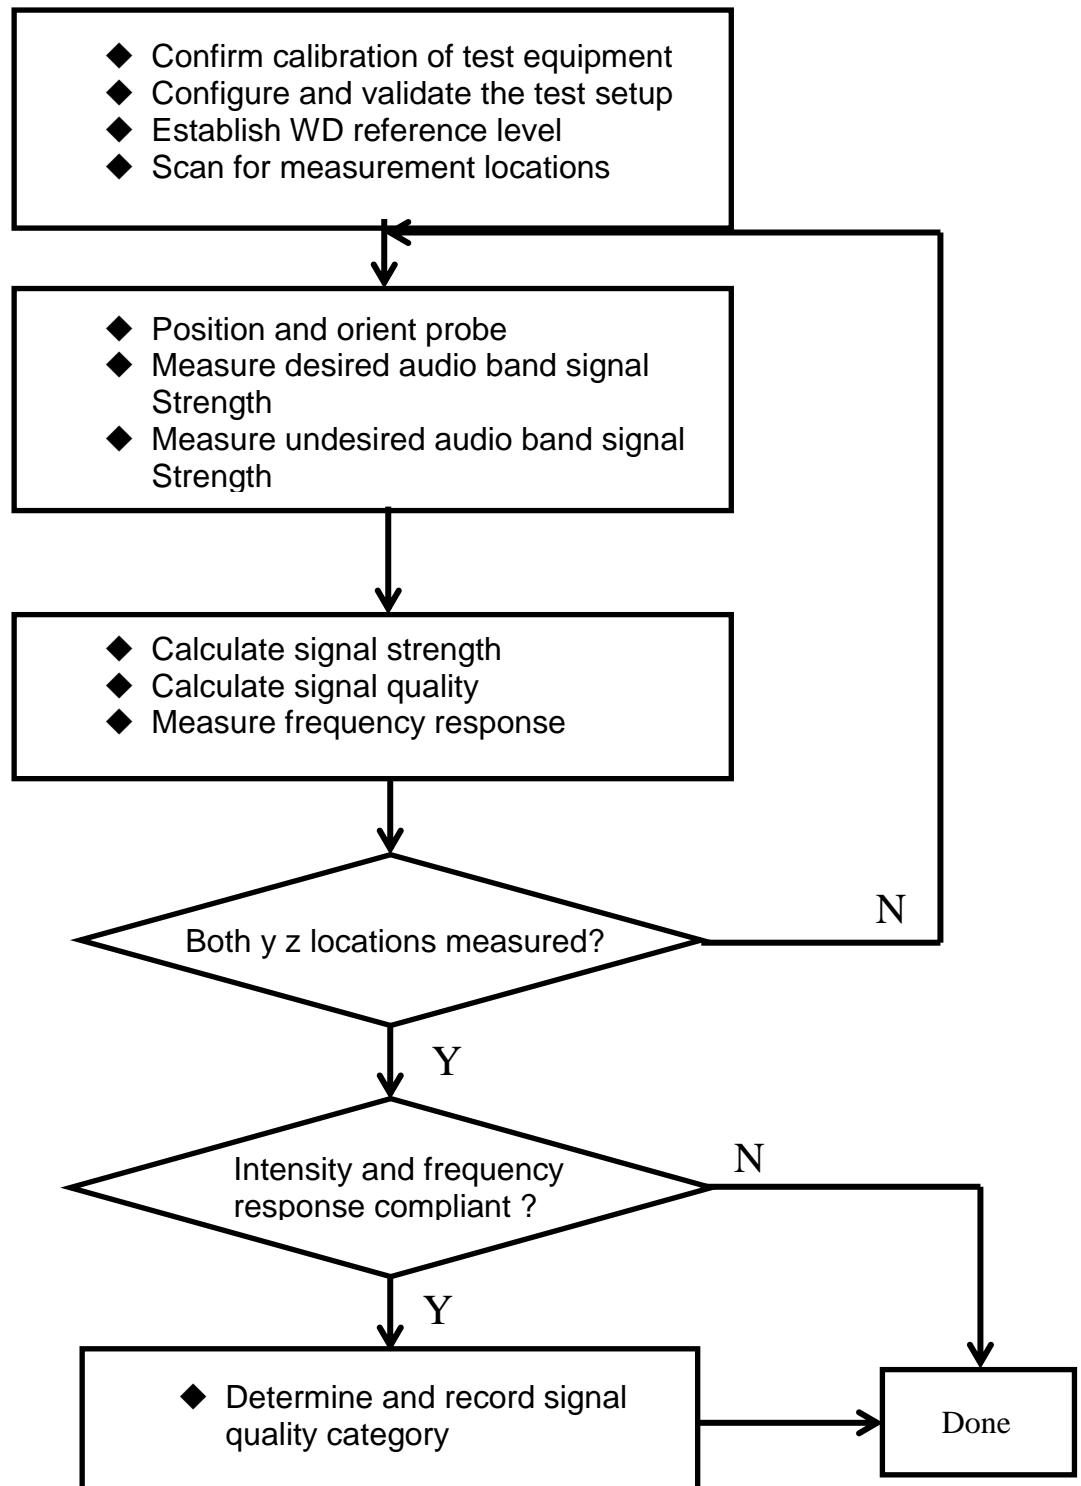 ◆ Confirm calibration of test equipment
◆ Configure and validate the test setup
◆ Establish WD reference level
◆ Scan for measurement locations
◆ Position and orient probe
◆ Measure desired audio band signal
Strength
◆ Measure undesired audio band signal
Strength
◆ Calculate signal strength
◆ Calculate signal quality
◆ Measure frequency response
Both y z locations measured?
N
Y
Intensity and frequency
response compliant ?
N
Y
◆ Determine and record signal
quality category
Done